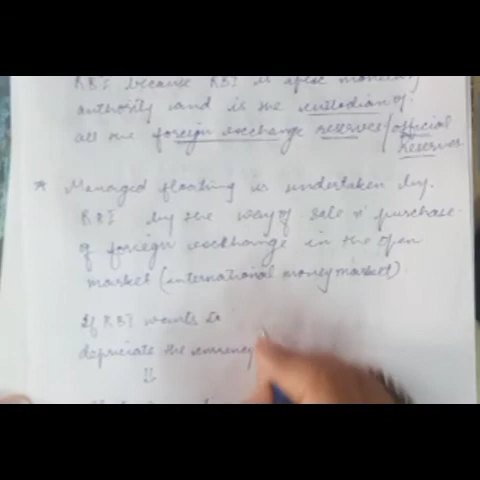 RBI because RBI is apex monetary
authority and is the custodian of
all the foreign exchange reserves/official
Reserves
* Managed floating is undertaken by
RBI by the way of sale & purchase
of foreign exchange in the open
market (international money market).
If RBI wants to
depriciate the currency